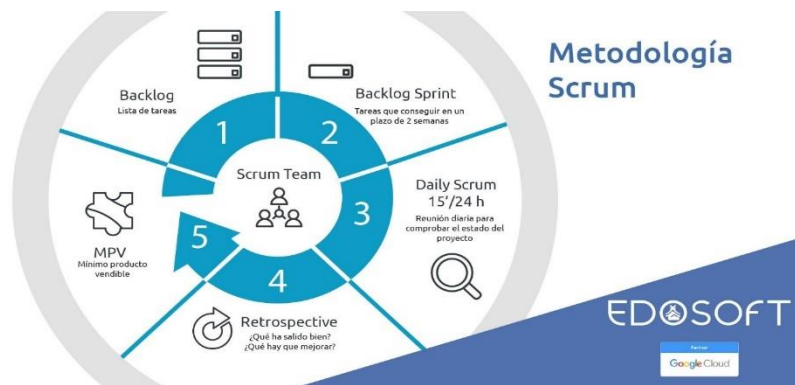 Metodología
Scrum
Backlog
Lista de tareas
1
Backlog Sprint
Tareas que conseguir en un
plazo de 2 semanas
2
Scrum Team
Daily Scrum
15'/24 h
Reunión diaria para
comprobar el estado del
proyecto
3
Retrospective
¿Qué ha salido bien?
¿Qué hay que mejorar?
4
MPV
Mínimo producto
vendible
5
EDOSOFT
Partner
Google Cloud